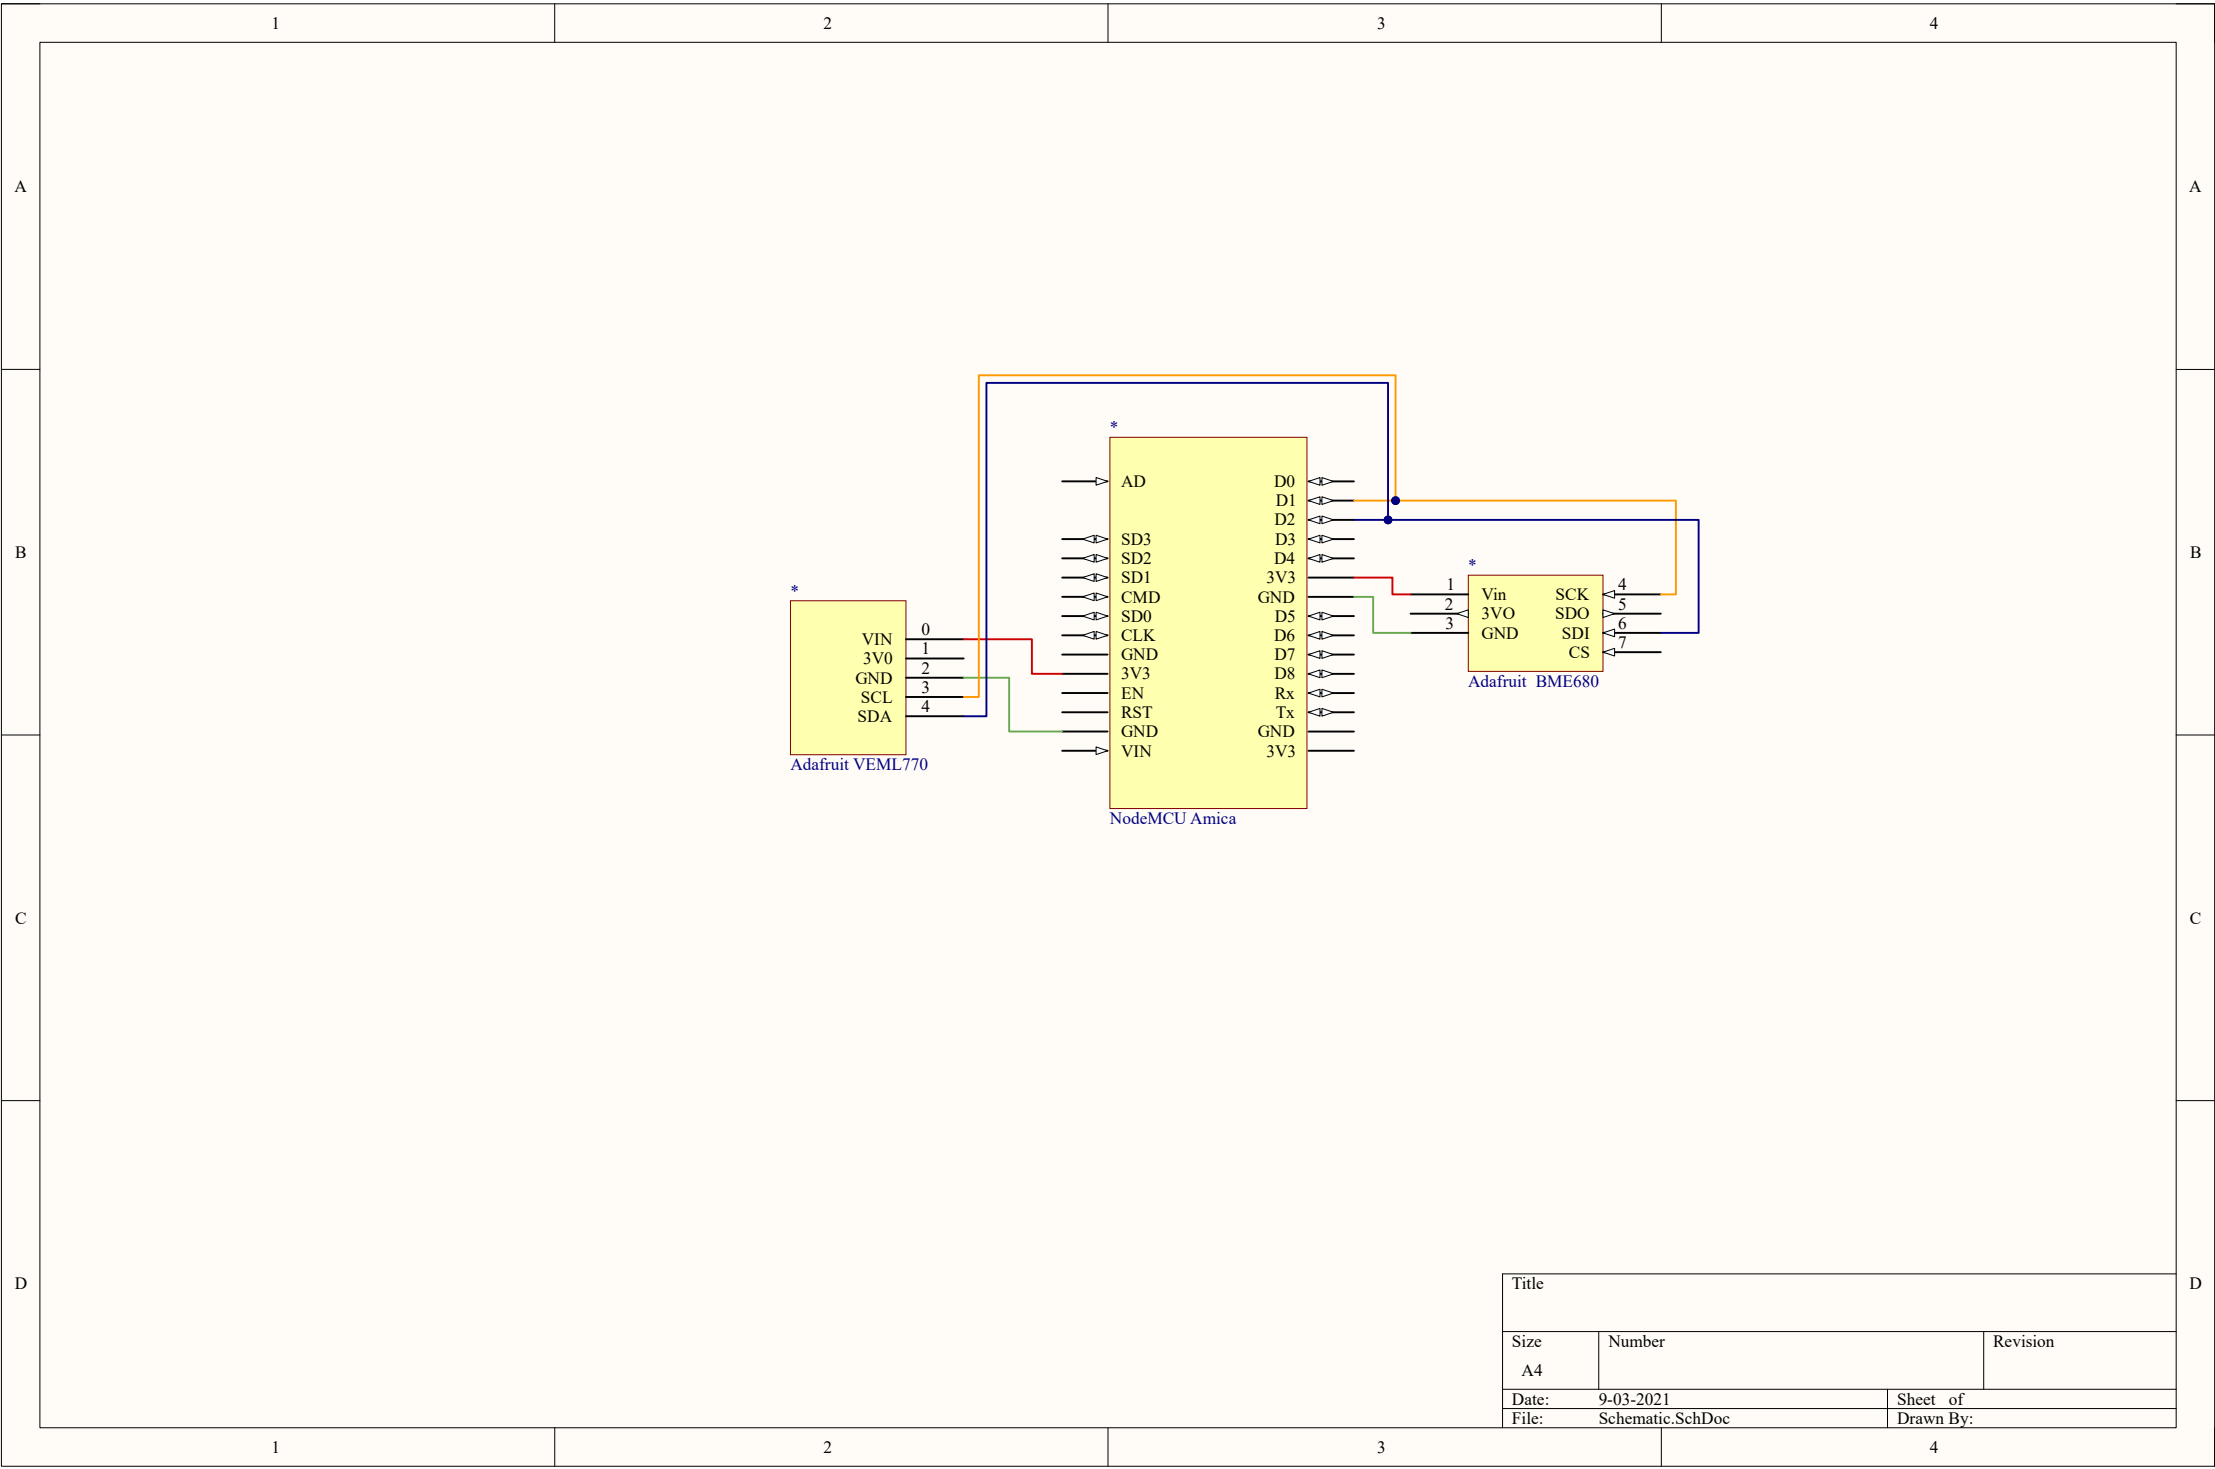 1 2 3 4
A A
*
AD D0
D1
D2
SD3 D3
SD2 D4
SD1 3V3
CMD GND
SD0 D5
CLK D6
GND D7
3V3 D8
EN Rx
RST Tx
GND GND
VIN 3V3
NodeMCU Amica
B B
*
Vin SCK
3VO SDO
GND SDI
CS
1 4
2 5
3 6
7
Adafruit  BME680
*
VIN 0
3V0 1
GND 2
SCL 3
SDA 4
Adafruit VEML770
C C
D D
Title
Size Number Revision
A4
Date: 9-03-2021 Sheet of
File: Schematic.SchDoc Drawn By:
1 2 3 4